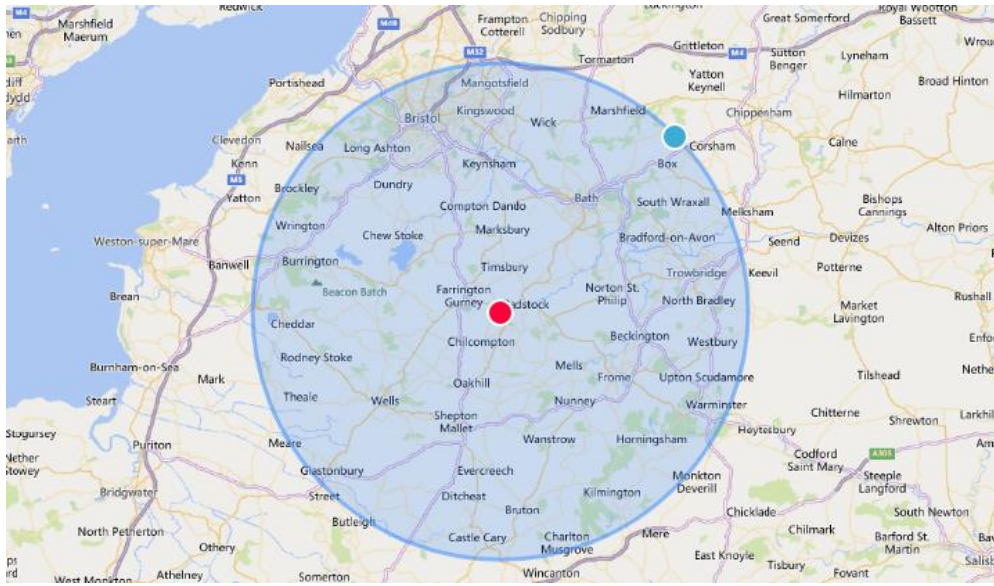 Redwick
Royal Wootton
Bassett
M4
Marshfield
Maerum
M48
Frampton
Cotterell
Chipping
Sodbury
Great Somerford
Grittleton
M4
Sutton
Benger
Lyneham
M32
Tormarton
Yatton
Keynell
Broad Hinton
Portishead
Mangotsfield
Hilmarton
Kingswood
Marshfield
Chippenham
Bristol
Wick
Clevedon
Nailsea
Long Ashton
Corsham
Calne
Kenn
Keynsham
Box
M5
Yatton
Brockley
Dundry
Bath
South Wraxall
Bishops
Cannings
Compton Dando
Melksham
Wrington
Chew Stoke
Marksbury
Alton Priors
Weston-super-Mare
Bradford-on-Avon
Seend
Devizes
Banwell
Burrington
Timsbury
Trowbridge
Keevil
Potterne
Brean
Beacon Batch
Farrington
Gurney
Norton St.
Philip
North Bradley
Rushall
Market
Lavington
Cheddar
Chilcompton
Beckington
Westbury
Rodney Stoke
Mells
Burnham-on-Sea
Mark
Oakhill
Frome
Upton Scudamore
Tilshead
Steart
Theale
Wells
Nunney
Warminster
Shepton
Mallet
Chitterne
Shrewton
Stogursey
Puriton
Meare
Wanstrow
Horningsham
Heytesbury
Nether
Stowey
Glastonbury
Evercreech
Codford
Saint Mary
A303
Steeple
Langford
Bridgwater
Street
Ditcheat
Kilmington
Monkton
Deverill
Butleigh
Bruton
Chicklade
South Newton
North Petherton
Othery
Castle Cary
Charlton
Musgrove
Mere
Chilmark
Barford St.
Martin
East Knoyle
Tisbury
West Monkton
Athelney
Somerton
Wincanton
Fovant